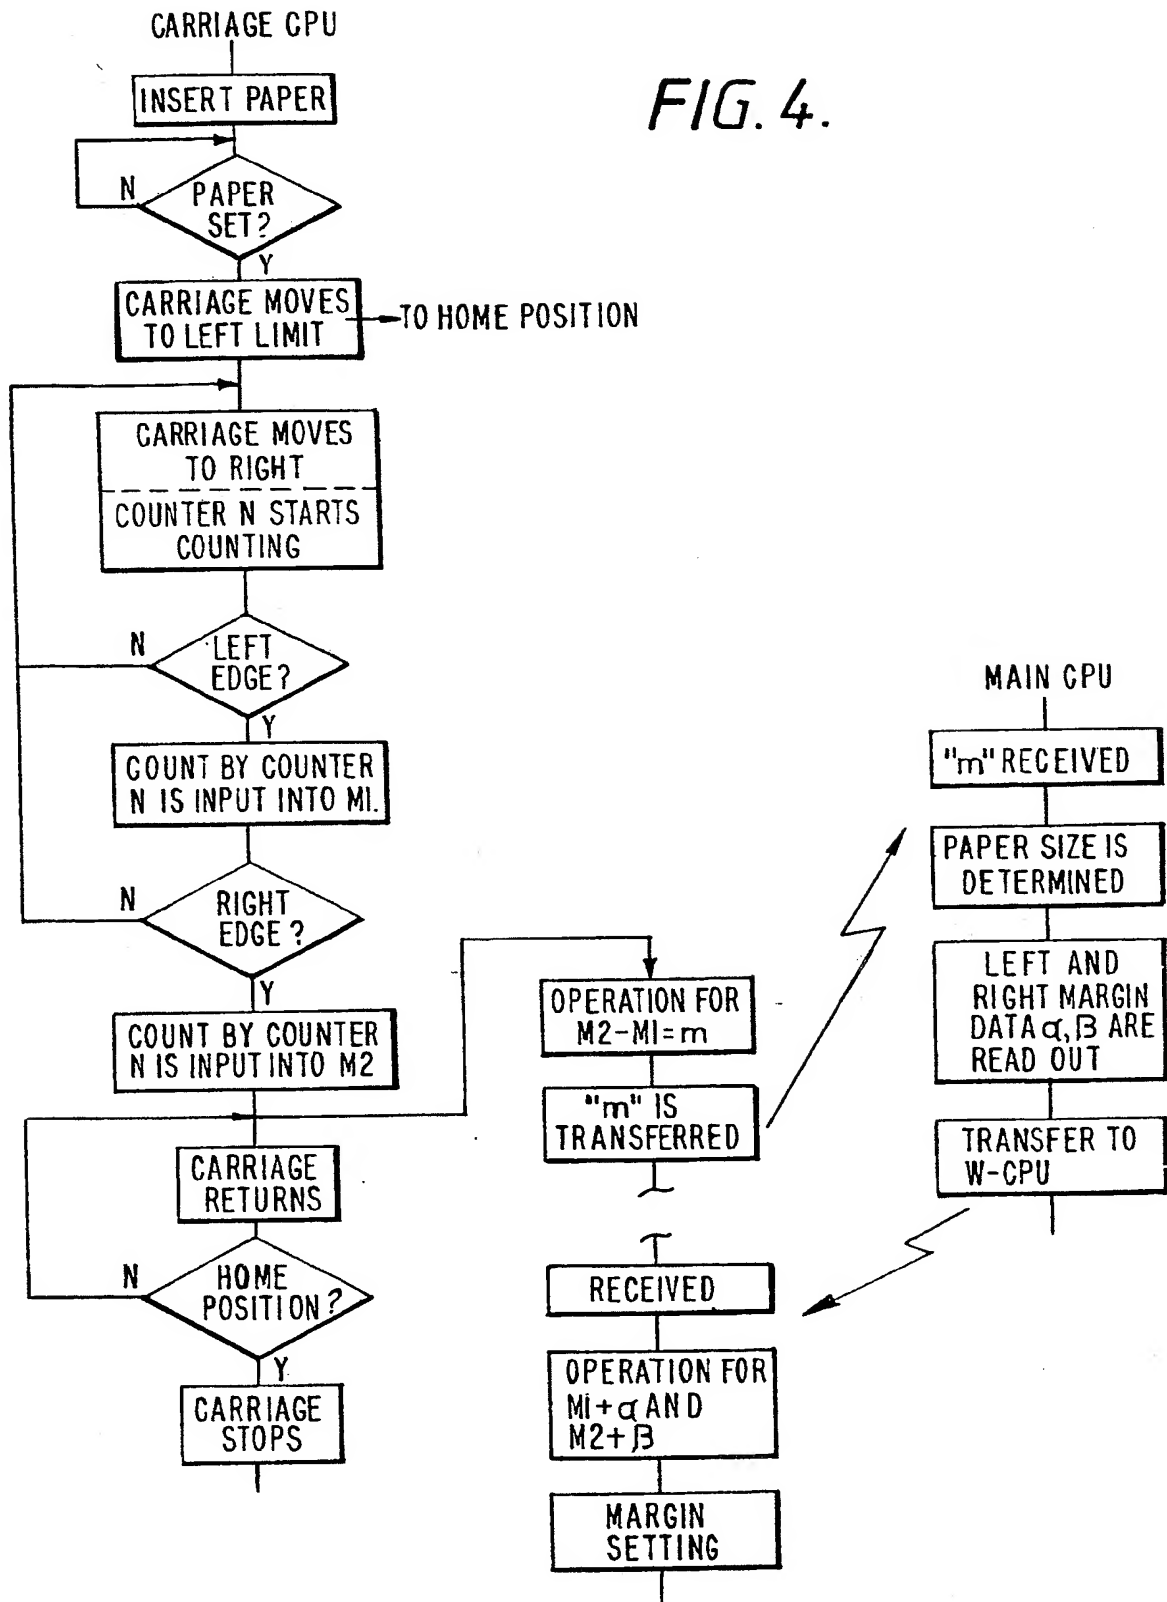 CARRIAGE CPU
FIG. 4.
INSERT PAPER
PAPER
SET?
N
Y
CARRIAGE MOVES
TO LEFT LIMIT
TO HOME POSITION
CARRIAGE MOVES
TO RIGHT
COUNTER N STARTS
COUNTING
LEFT
EDGE?
N
Y
COUNT BY COUNTER
N IS INPUT INTO M1.
RIGHT
EDGE?
N
Y
COUNT BY COUNTER
N IS INPUT INTO M2
CARRIAGE
RETURNS
HOME
POSITION?
N
Y
CARRIAGE
STOPS
OPERATION FOR
M2-M1=m
"m" IS
TRANSFERRED
RECEIVED
OPERATION FOR
M1+α AND
M2+β
MARGIN
SETTING
MAIN CPU
"m" RECEIVED
PAPER SIZE IS
DETERMINED
LEFT AND
RIGHT MARGIN
DATA α, β ARE
READ OUT
TRANSFER TO
W-CPU